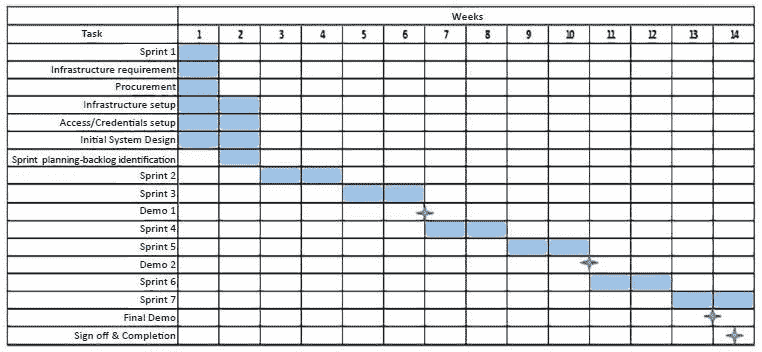 Weeks
Task 1 2 3 4 5 6 7 8 9 10 11 12 13 14
Sprint 1
Infrastructure requirement
Procurement
Infrastructure setup
Access/Credentials setup
Initial System Design
Sprint planning-backlog identification
Sprint 2
Sprint 3
Demo 1
Sprint 4
Sprint 5
Demo 2
Sprint 6
Sprint 7
Final Demo
Sign off & Completion